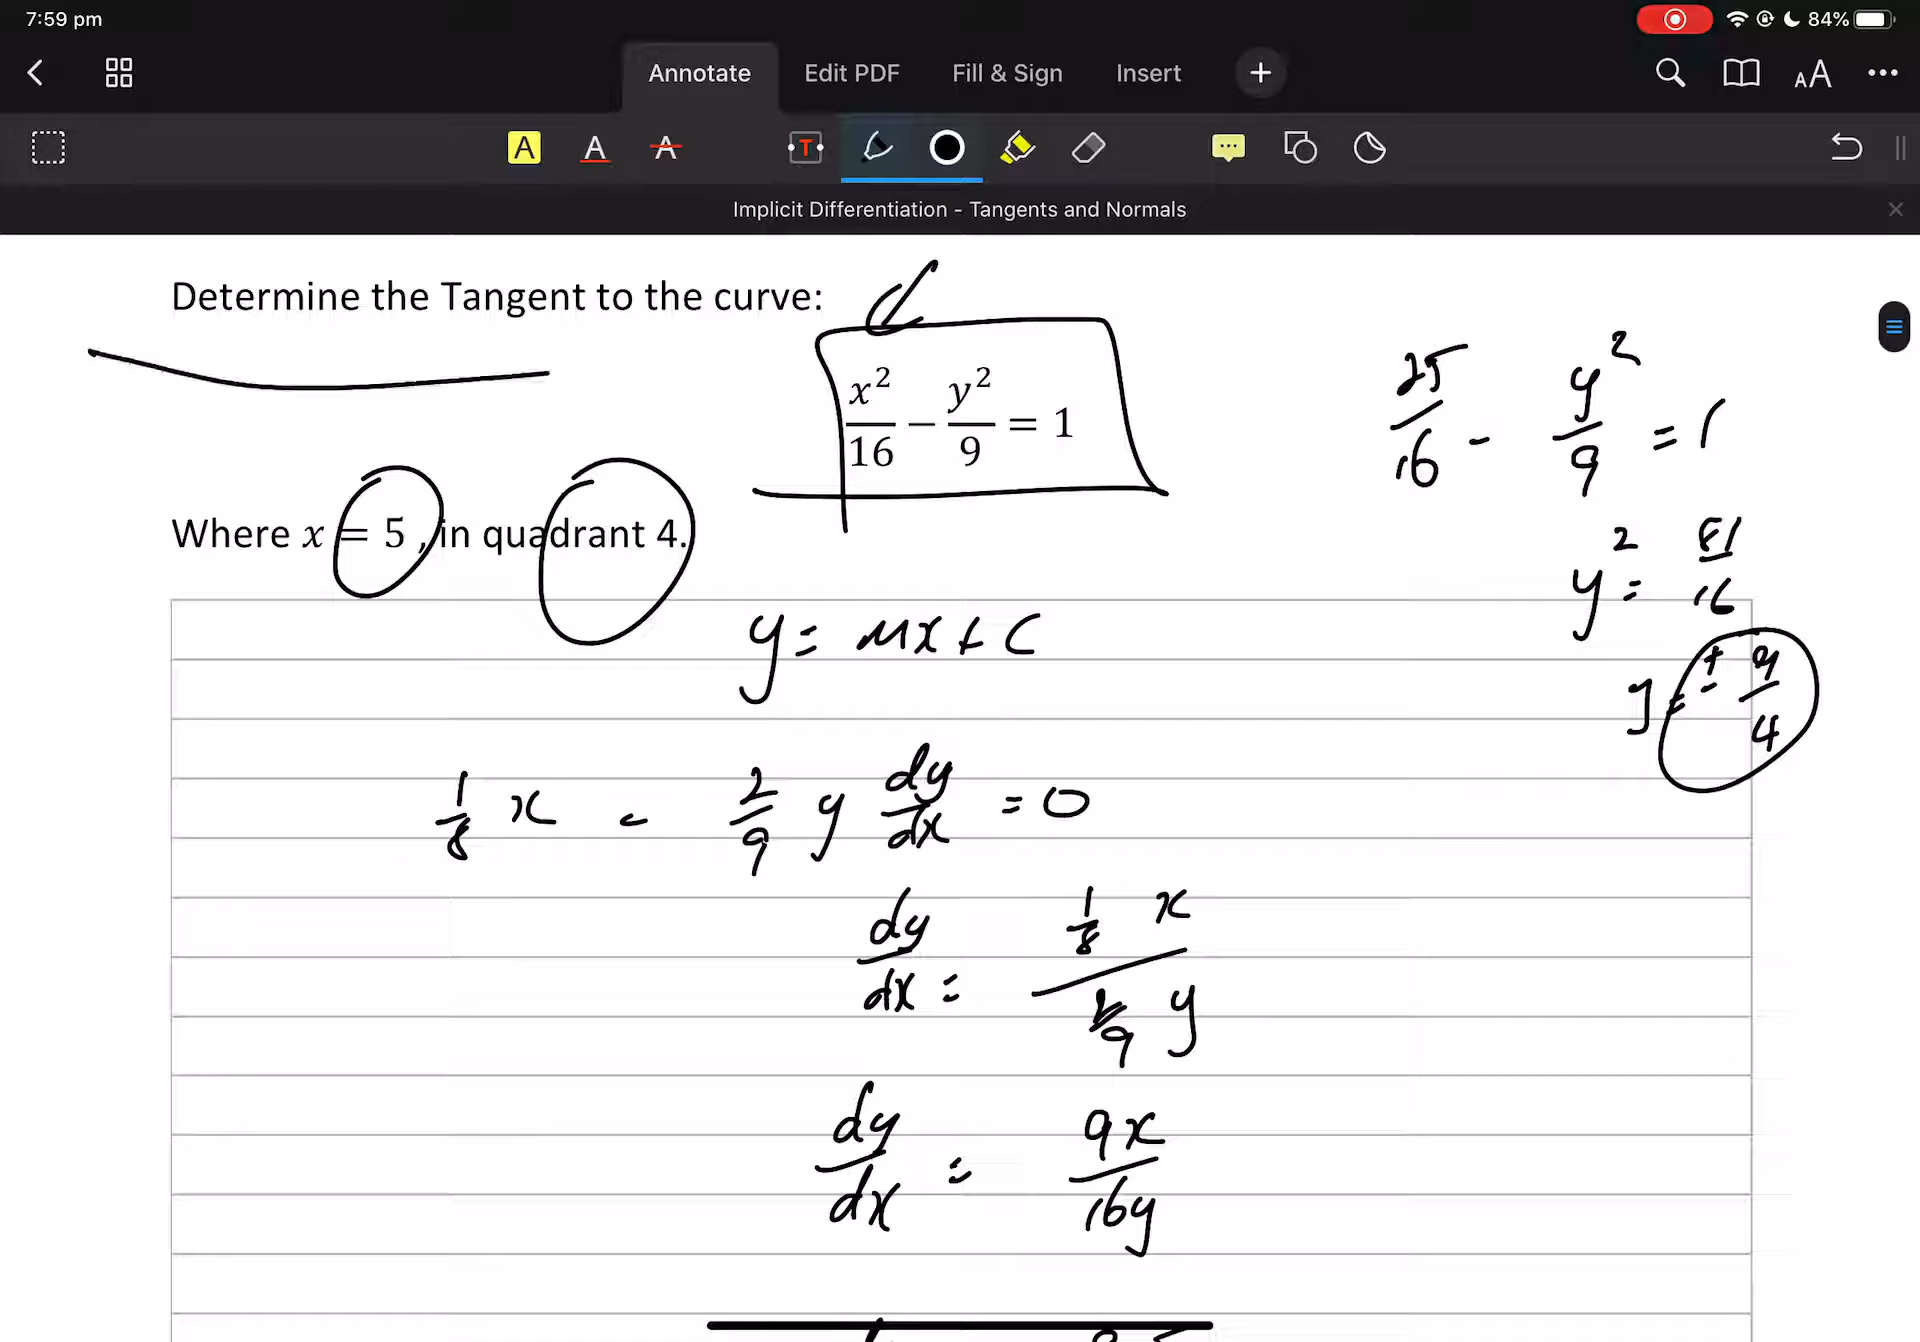 7:59 pm
84%
Annotate Edit PDF Fill & Sign Insert
AA
A A A T
Implicit Differentiation - Tangents and Normals
Determine the Tangent to the curve:
x²/16 − y²/9 = 1
25/16 - y²/9 = 1
Where x = 5 , in quadrant 4.
y² = 81/16
y = ± 9/4
y = mx + c
1/8 x - 2/9 y dy/dx = 0
dy/dx = 1/8 x / 2/9 y
dy/dx = 9x/16y